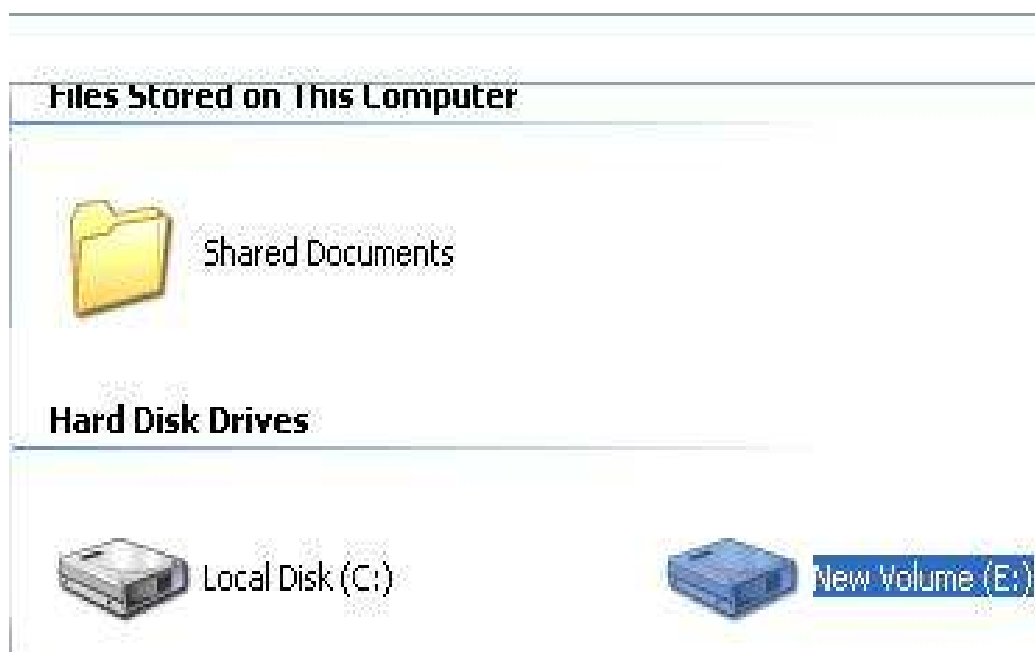 Files Stored on This Computer
Shared Documents
Hard Disk Drives
Local Disk (C:)
New Volume (E:)